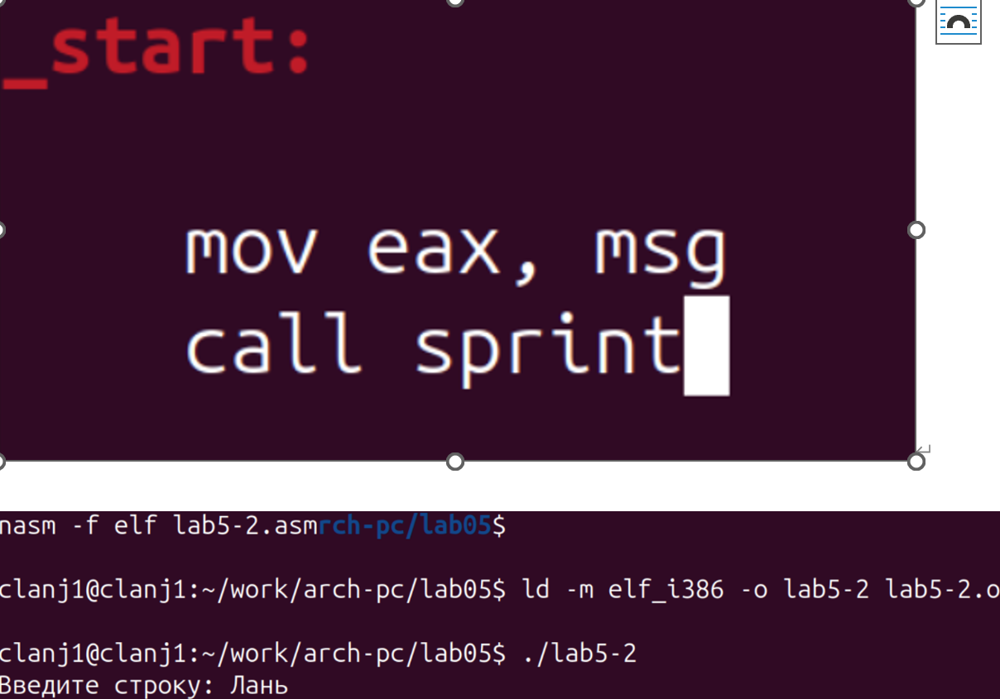 _start:
mov eax, msg
call sprint
nasm -f elf lab5-2.asmrch-pc/lab05$
clanj1@clanj1:~/work/arch-pc/lab05$ ld -m elf_i386 -o lab5-2 lab5-2.o
clanj1@clanj1:~/work/arch-pc/lab05$ ./lab5-2
Введите строку: Лань